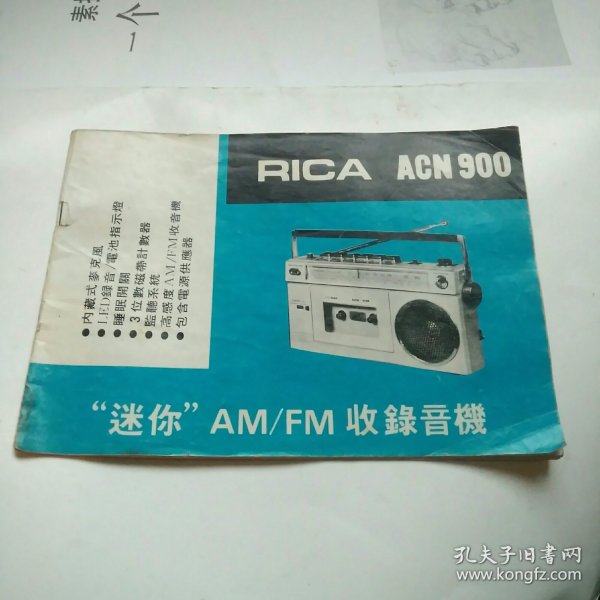 一个
RICA ACN 900
●內藏式麥克風
●LED錄音/電池指示燈
●睡眠開關
●3位數磁帶計數器
●監聽系統
●高感度AM/FM收音機
●包含電源供應器
“迷你” AM/FM 收錄音機
孔夫子旧书网
www.kongfz.com